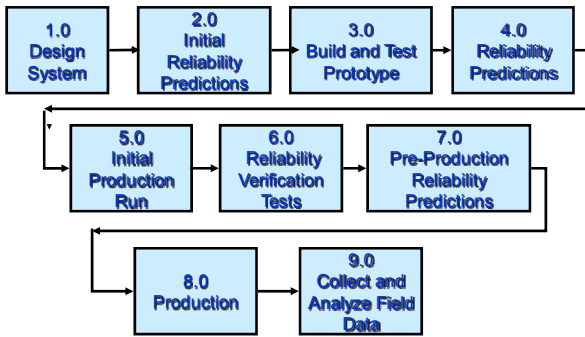 1.0
Design
System
2.0
Initial
Reliability
Predictions
3.0
Build and Test
Prototype
4.0
Reliability
Predictions
5.0
Initial
Production
Run
6.0
Reliability
Verification
Tests
7.0
Pre-Production
Reliability
Predictions
8.0
Production
9.0
Collect and
Analyze Field
Data